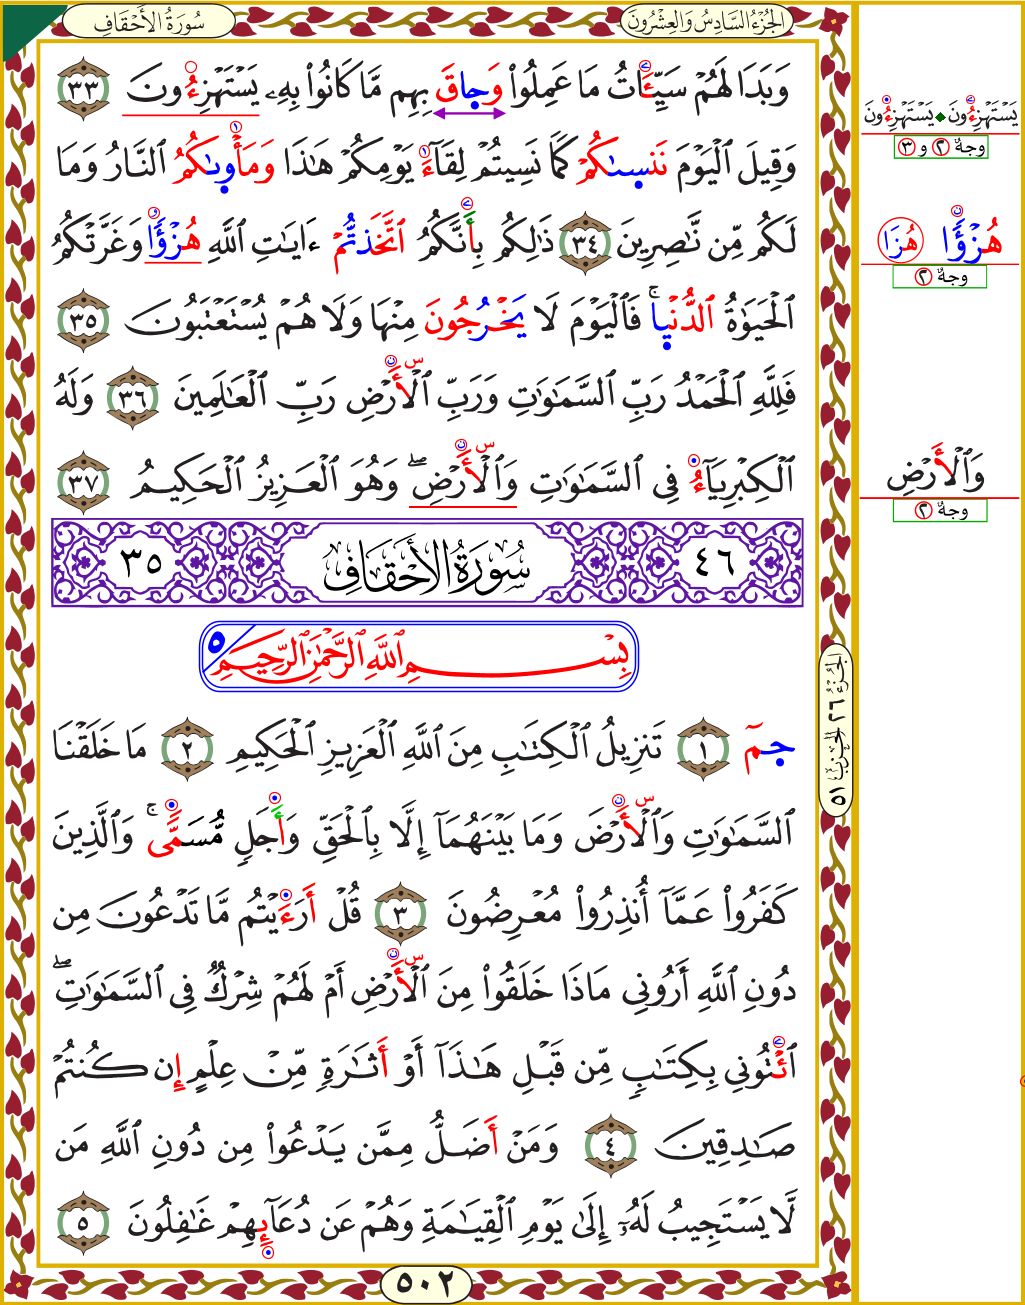 سُورَةُ الأَحْقَافِ
الجُزْءُ السَّادِسُ وَالعِشْرُونَ
وَبَدَا لَهُمْ سَيِّـَٔاتُ مَا عَمِلُوا۟ وَحَاقَ بِهِم مَّا كَانُوا۟ بِهِۦ يَسْتَهْزِءُونَ ٣٣
وَقِيلَ ٱلْيَوْمَ نَنسىٰكُمْ كَمَا نَسِيتُمْ لِقَآءَ يَوْمِكُمْ هَـٰذَا وَمَأْوىٰكُمُ ٱلنَّارُ وَمَا
لَكُم مِّن نَّـٰصِرِينَ ٣٤ ذَٰلِكُم بِأَنَّكُمُ ٱتَّخَذتُّمْ ءَايَـٰتِ ٱللَّهِ هُزْؤًا وَغَرَّتْكُمُ
ٱلْحَيَوٰةُ ٱلدُّنْيٖا ۚ فَٱلْيَوْمَ لَا يَخْرُجُونَ مِنْهَا وَلَا هُمْ يُسْتَعْتَبُونَ ٣٥
فَلِلَّهِ ٱلْحَمْدُ رَبِّ ٱلسَّمَـٰوَٰتِ وَرَبِّ ٱلْأَرْضِ رَبِّ ٱلْعَـٰلَمِينَ ٣٦ وَلَهُ
ٱلْكِبْرِيَآءُ فِى ٱلسَّمَـٰوَٰتِ وَٱلْأَرْضِ ۖ وَهُوَ ٱلْعَزِيزُ ٱلْحَكِيمُ ٣٧
٤٦ سُورَةُ الأَحْقَافِ ٣٥
بِسْمِ ٱللَّهِ ٱلرَّحْمَـٰنِ ٱلرَّحِيمِ ٥
حمٓ ١ تَنزِيلُ ٱلْكِتَـٰبِ مِنَ ٱللَّهِ ٱلْعَزِيزِ ٱلْحَكِيمِ ٢ مَا خَلَقْنَا
ٱلسَّمَـٰوَٰتِ وَٱلْأَرْضَ وَمَا بَيْنَهُمَآ إِلَّا بِٱلْحَقِّ وَأَجَلٍ مُّسَمًّى ۚ وَٱلَّذِينَ
كَفَرُوا۟ عَمَّآ أُنذِرُوا۟ مُعْرِضُونَ ٣ قُلْ أَرَءَيْتُم مَّا تَدْعُونَ مِن
دُونِ ٱللَّهِ أَرُونِى مَاذَا خَلَقُوا۟ مِنَ ٱلْأَرْضِ أَمْ لَهُمْ شِرْكٌ فِى ٱلسَّمَـٰوَٰتِ ۖ
ٱئْتُونِى بِكِتَـٰبٍ مِّن قَبْلِ هَـٰذَآ أَوْ أَثَـٰرَةٍ مِّنْ عِلْمٍ إِن كُنتُمْ
صَـٰدِقِينَ ٤ وَمَنْ أَضَلُّ مِمَّن يَدْعُوا۟ مِن دُونِ ٱللَّهِ مَن
لَّا يَسْتَجِيبُ لَهُۥٓ إِلَىٰ يَوْمِ ٱلْقِيَـٰمَةِ وَهُمْ عَن دُعَآئِهِمْ غَـٰفِلُونَ ٥
٥٠٢
الجُزْءُ ٢٦ الحِزْبُ ٥١
يَسْتَهْزِءُونَ ◆ يَسْتَهْزِءُونَ
وجهٌ ٢ و ٣
هُزْؤًا هُزَا
وجهٌ ٢
وَٱلْأَرْضِ
وجهٌ ٢